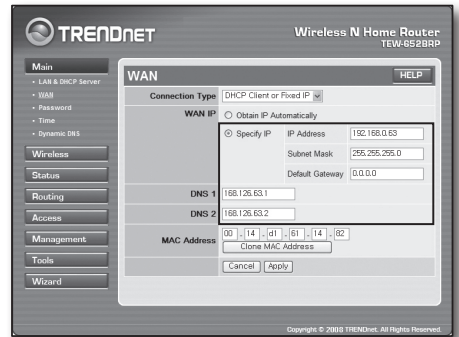 TRENDNET
Wireless N Home Router
TEW-652BRP
Main
• LAN & DHCP Server
• WAN
• Password
• Time
• Dynamic DNS
Wireless
Status
Routing
Access
Management
Tools
Wizard
WAN
HELP
Connection Type DHCP Client or Fixed IP
WAN IP Obtain IP Automatically
Specify IP IP Address 192.168.0.63
Subnet Mask 255.255.255.0
Default Gateway 0.0.0.0
DNS 1 168.126.63.1
DNS 2 168.126.63.2
MAC Address 00 - 14 - d1 - 61 - 14 - 82
Clone MAC Address
Cancel Apply
Copyright © 2008 TRENDnet. All Rights Reserved.